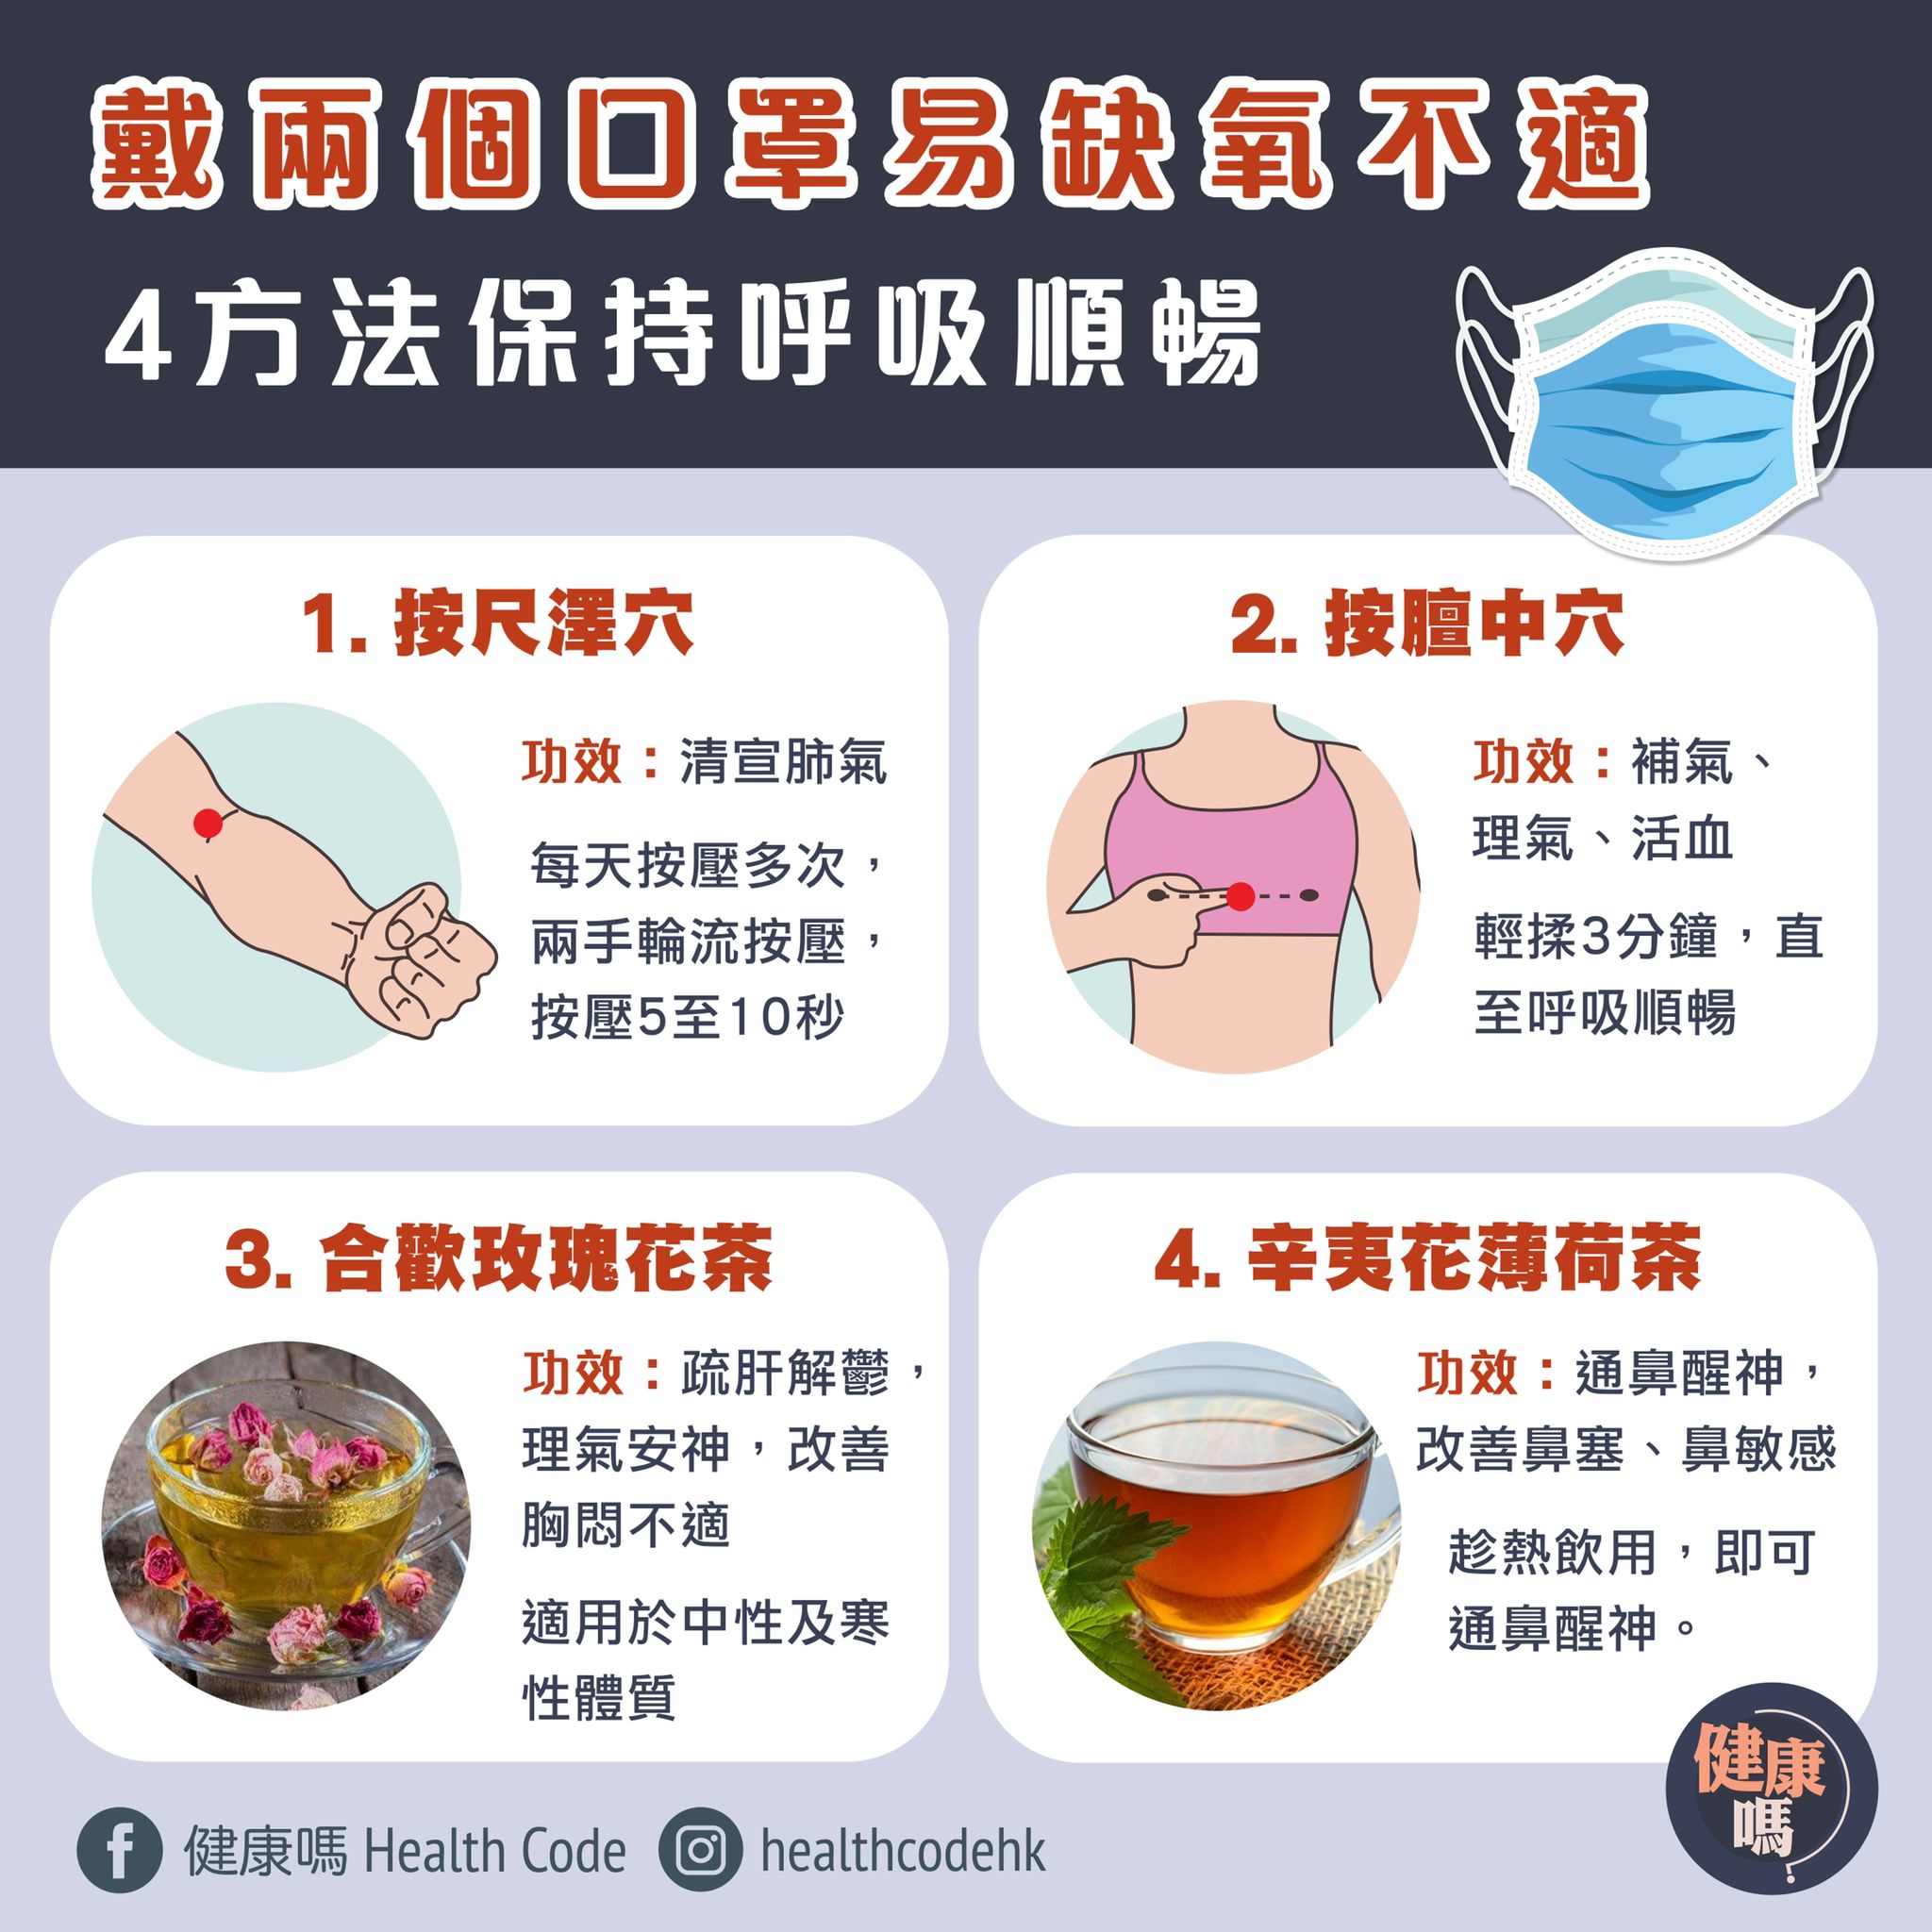 戴兩個口罩易缺氧不適
4方法保持呼吸順暢
1. 按尺澤穴
功效：清宣肺氣
每天按壓多次，
兩手輪流按壓，
按壓5至10秒
2. 按膻中穴
功效：補氣、
理氣、活血
輕揉3分鐘，直
至呼吸順暢
3. 合歡玫瑰花茶
功效：疏肝解鬱，
理氣安神，改善
胸悶不適
適用於中性及寒
性體質
4. 辛夷花薄荷茶
功效：通鼻醒神，
改善鼻塞、鼻敏感
趁熱飲用，即可
通鼻醒神。
健康嗎 Health Code
healthcodehk
健康
嗎?